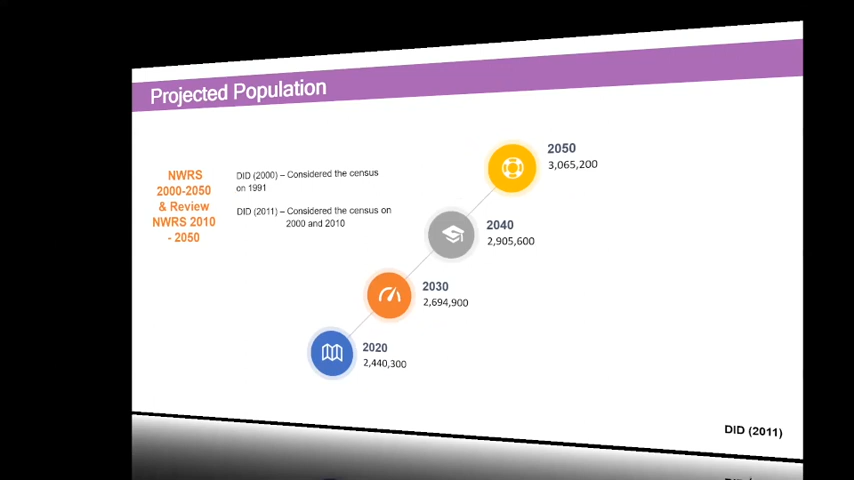 Projected Population
NWRS
2000-2050
& Review
NWRS 2010
- 2050
DID (2000) – Considered the census
on 1991
DID (2011) – Considered the census on
2000 and 2010
2050
3,065,200
2040
2,905,600
2030
2,694,900
2020
2,440,300
DID (2011)